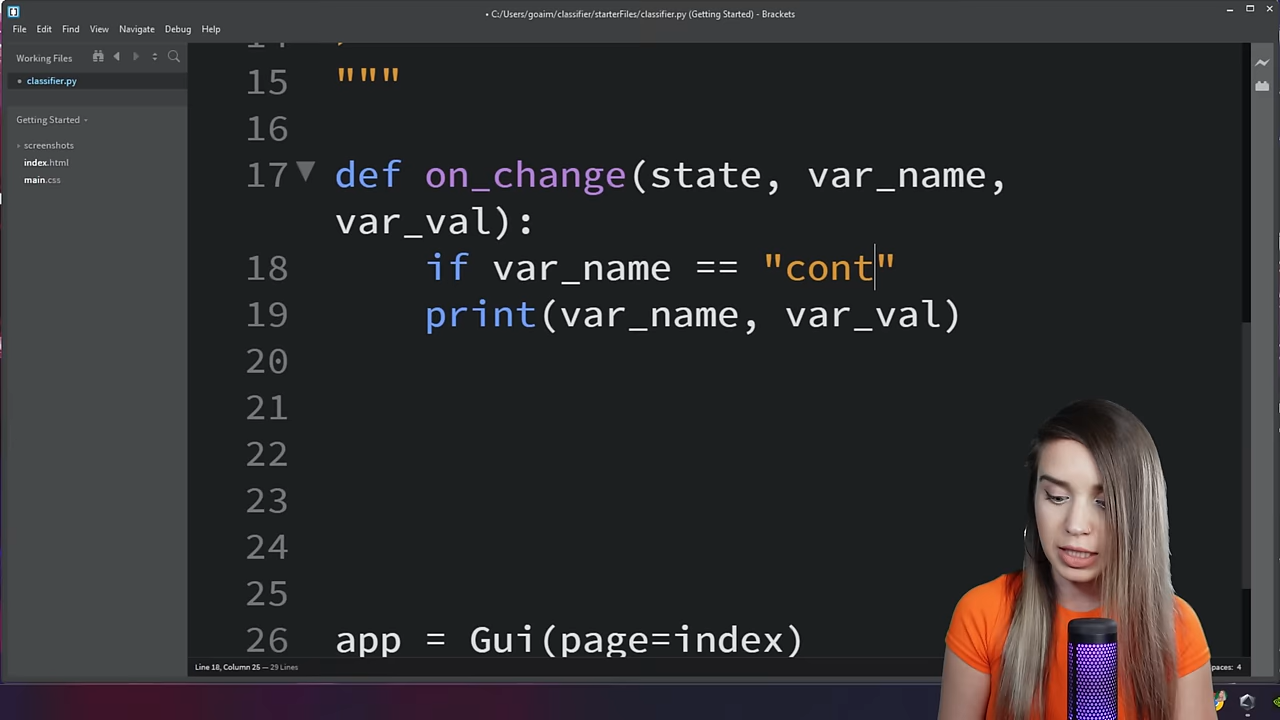 C:/Users/goaim/classifier/starterFiles/classifier.py (Getting Started) - Brackets
File Edit Find View Navigate Debug Help
Working Files
classifier.py
Getting Started
screenshots
index.html
main.css
15 """
16
17 def on_change(state, var_name,
var_val):
18 if var_name == "cont"
19 print(var_name, var_val)
20
21
22
23
24
25
26 app = Gui(page=index)
Line 18, Column 25 — 29 Lines
paces: 4